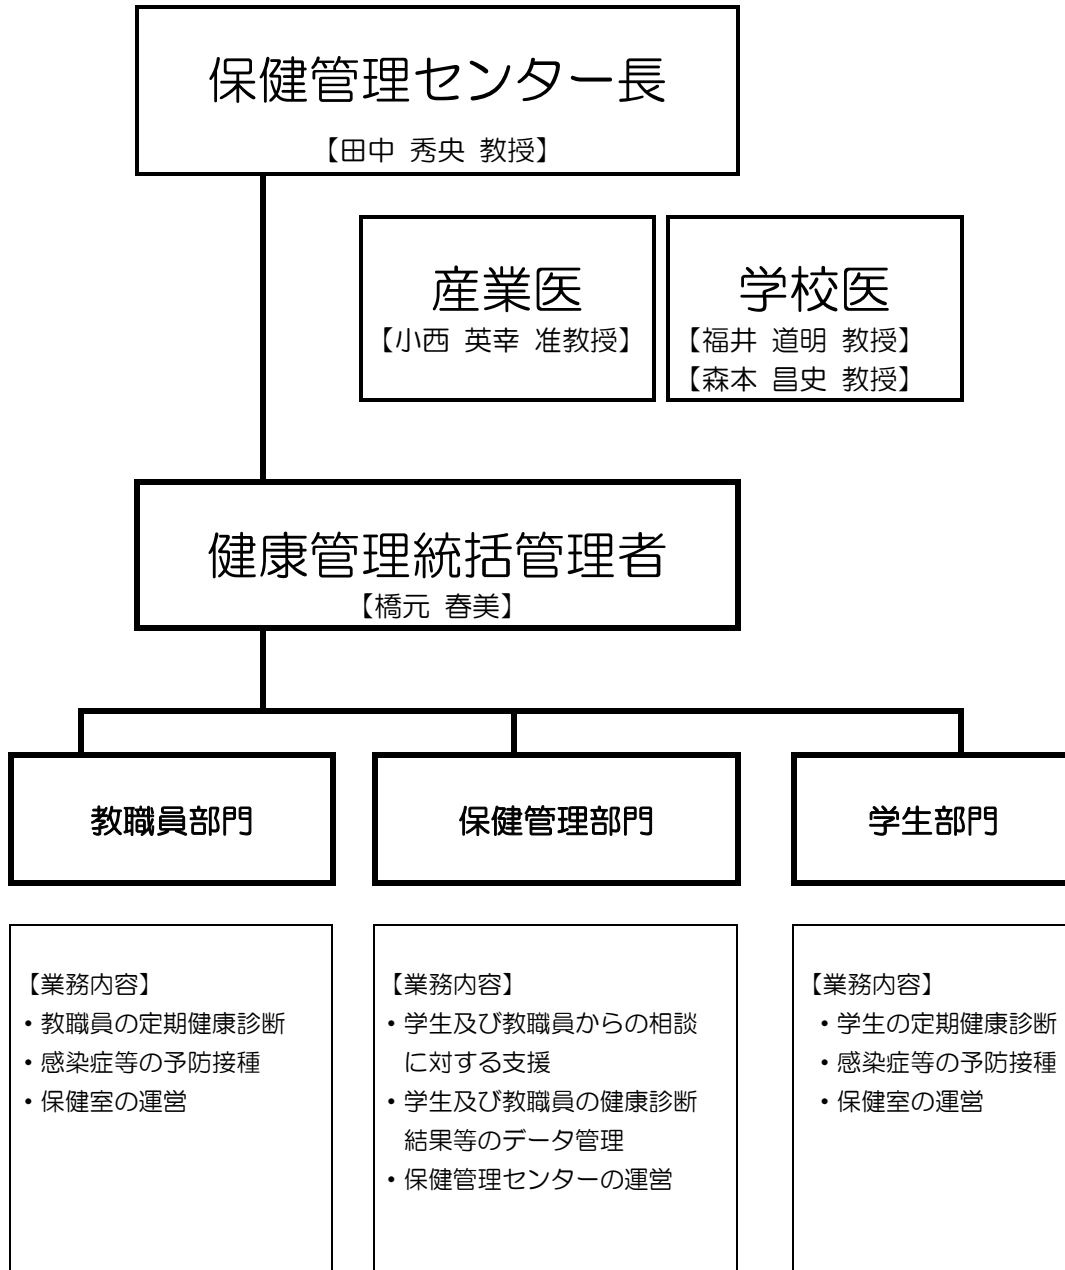 保健管理センター長
【田中 秀央 教授】
産業医
【小西 英幸 准教授】
学校医
【福井 道明 教授】
【森本 昌史 教授】
健康管理統括管理者
【橋元 春美】
教職員部門
保健管理部門
学生部門
【業務内容】
・教職員の定期健康診断
・感染症等の予防接種
・保健室の運営
【業務内容】
・学生及び教職員からの相談
に対する支援
・学生及び教職員の健康診断
結果等のデータ管理
・保健管理センターの運営
【業務内容】
・学生の定期健康診断
・感染症等の予防接種
・保健室の運営